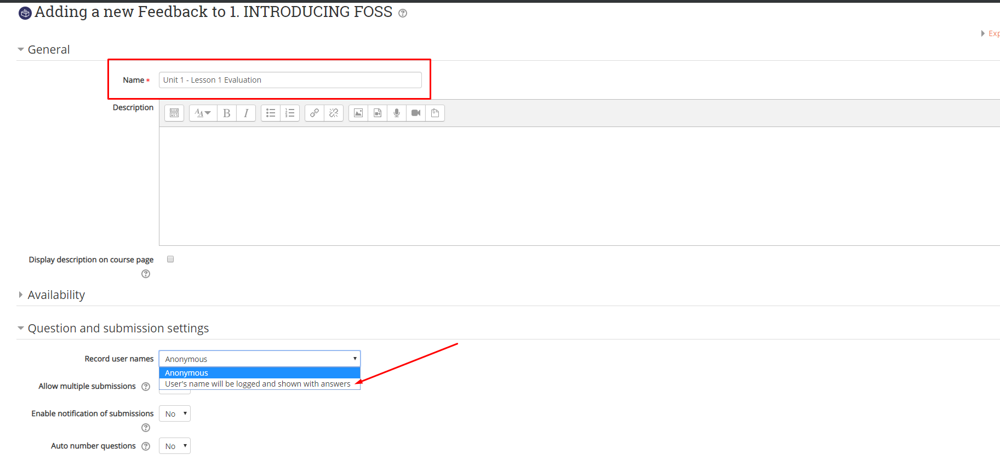 Adding a new Feedback to 1. INTRODUCING FOSS
Exp
General
Name *
Unit 1 - Lesson 1 Evaluation
Description
B I
Display description on course page
Availability
Question and submission settings
Record user names
Anonymous
Anonymous
User's name will be logged and shown with answers
Allow multiple submissions
Enable notification of submissions
No
Auto number questions
No